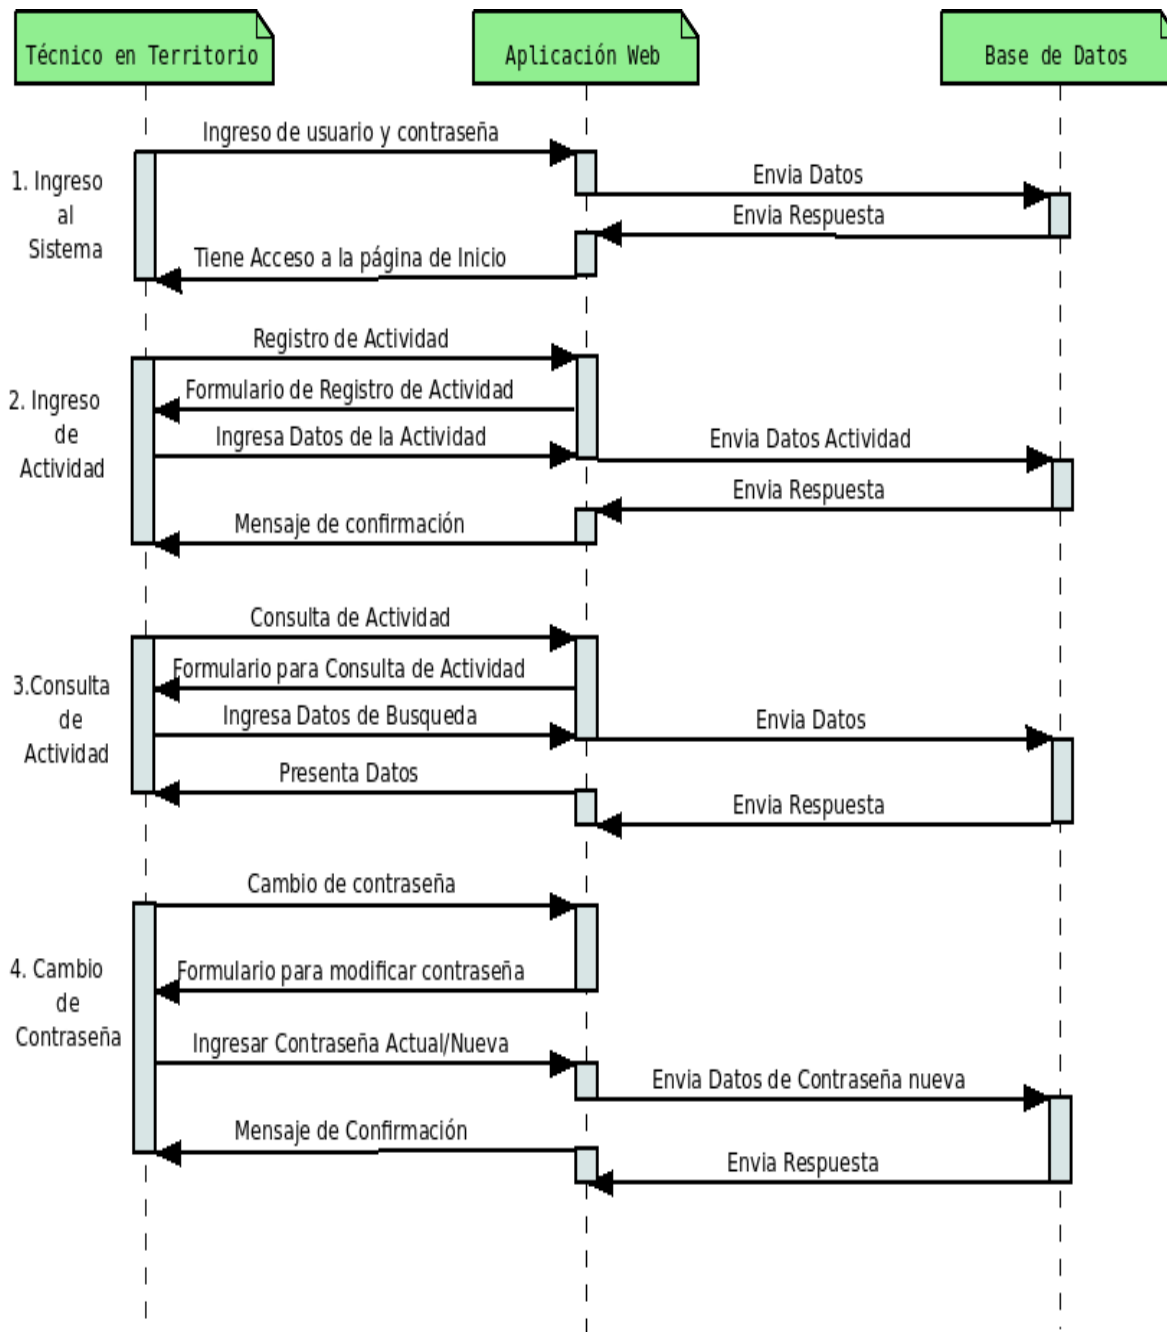 Técnico en Territorio
Aplicación Web
Base de Datos
Ingreso de usuario y contraseña
Envia Datos
1. Ingreso
al
Sistema
Envia Respuesta
Tiene Acceso a la página de Inicio
Registro de Actividad
Formulario de Registro de Actividad
2. Ingreso
de
Actividad
Ingresa Datos de la Actividad
Envia Datos Actividad
Envia Respuesta
Mensaje de confirmación
Consulta de Actividad
Formulario para Consulta de Actividad
3.Consulta
de
Actividad
Ingresa Datos de Busqueda
Envia Datos
Presenta Datos
Envia Respuesta
Cambio de contraseña
Formulario para modificar contraseña
4. Cambio
de
Contraseña
Ingresar Contraseña Actual/Nueva
Envia Datos de Contraseña nueva
Mensaje de Confirmación
Envia Respuesta